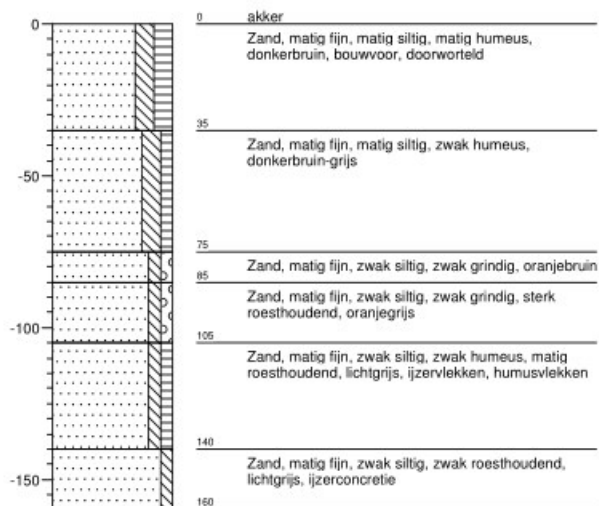 0
0 akker
Zand, matig fijn, matig siltig, matig humeus,
donkerbruin, bouwvoor, doorworteld
35
Zand, matig fijn, matig siltig, zwak humeus,
donkerbruin-grijs
-50
75
Zand, matig fijn, zwak siltig, zwak grindig, oranjebruin
85
Zand, matig fijn, zwak siltig, zwak grindig, sterk
roesthoudend, oranjegrijs
-100
105
Zand, matig fijn, zwak siltig, zwak humeus, matig
roesthoudend, lichtgrijs, ijzervlekken, humusvlekken
140
Zand, matig fijn, zwak siltig, zwak roesthoudend,
lichtgrijs, ijzerconcretie
-150
160